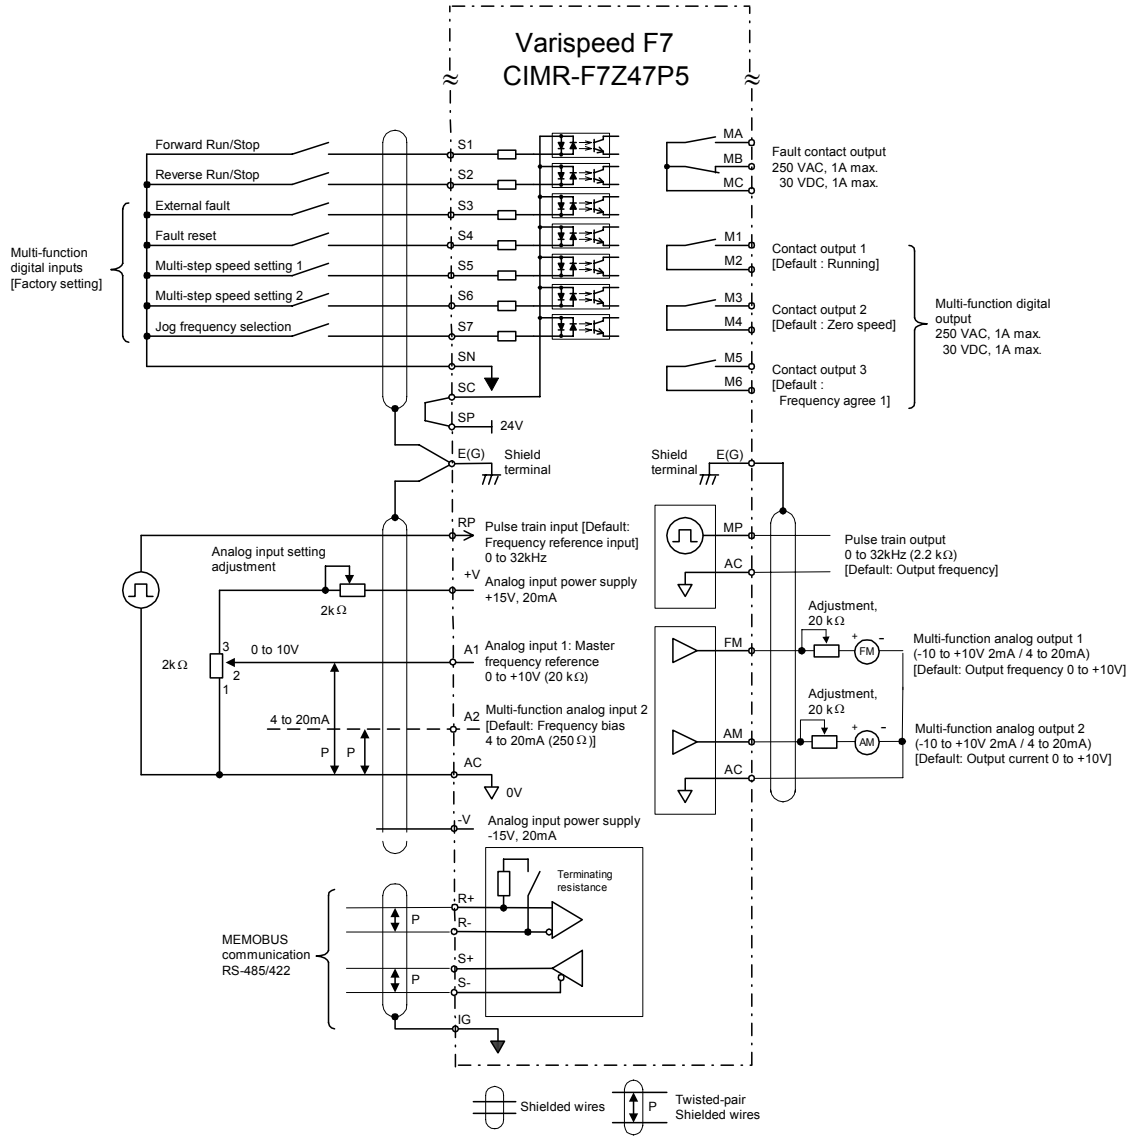 Varispeed F7
CIMR-F7Z47P5
Forward Run/Stop
S1
Reverse Run/Stop
S2
External fault
S3
Fault reset
S4
Multi-step speed setting 1
S5
Multi-step speed setting 2
S6
Jog frequency selection
S7
Multi-function
digital inputs
[Factory setting]
SN
SC
SP
24V
E(G)
Shield
terminal
MA
MB
MC
Fault contact output
250 VAC, 1A max.
30 VDC, 1A max.
M1
M2
Contact output 1
[Default : Running]
M3
M4
Contact output 2
[Default : Zero speed]
M5
M6
Contact output 3
[Default :
Frequency agree 1]
Multi-function digital
output
250 VAC, 1A max.
30 VDC, 1A max.
Shield
terminal
E(G)
RP
Pulse train input [Default:
Frequency reference input]
0 to 32kHz
Analog input setting
adjustment
2kΩ
+V
Analog input power supply
+15V, 20mA
2kΩ
3
2
1
0 to 10V
A1
Analog input 1: Master
frequency reference
0 to +10V (20 kΩ)
4 to 20mA
A2
Multi-function analog input 2
[Default: Frequency bias
4 to 20mA (250Ω)]
P
P
AC
0V
-V
Analog input power supply
-15V, 20mA
MP
AC
Pulse train output
0 to 32kHz (2.2 kΩ)
[Default: Output frequency]
Adjustment,
20 kΩ
FM
+
-
FM
Multi-function analog output 1
(-10 to +10V 2mA / 4 to 20mA)
[Default: Output frequency 0 to +10V]
Adjustment,
20 kΩ
AM
+
-
AM
Multi-function analog output 2
(-10 to +10V 2mA / 4 to 20mA)
[Default: Output current 0 to +10V]
AC
Terminating
resistance
MEMOBUS
communication
RS-485/422
R+
P
R-
S+
P
S-
IG
Shielded wires
P
Twisted-pair
Shielded wires